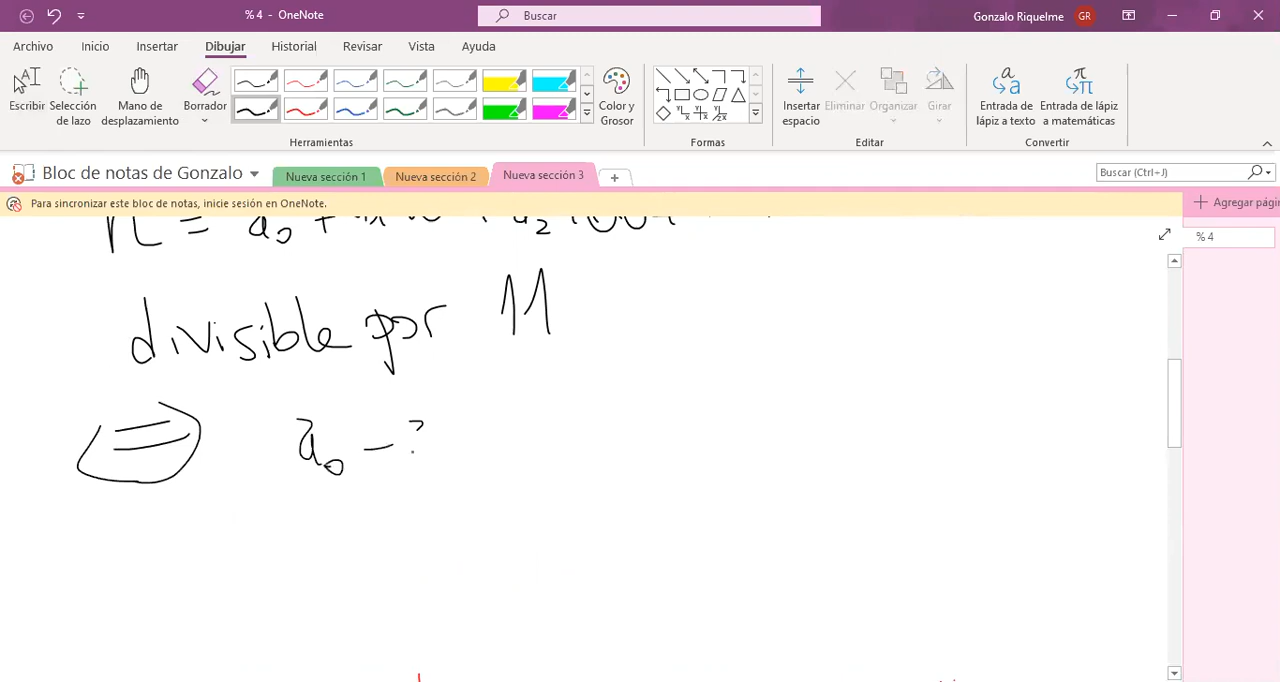 % 4 - OneNote
Buscar
Gonzalo Riquelme
GR
Archivo Inicio Insertar Dibujar Historial Revisar Vista Ayuda
Escribir
Selección de lazo
Mano de desplazamiento
Borrador
Color y Grosor
Insertar espacio
Eliminar
Organizar
Girar
Entrada de lápiz a texto
Entrada de lápiz a matemáticas
Herramientas
Formas
Editar
Convertir
Bloc de notas de Gonzalo
Nueva sección 1
Nueva sección 2
Nueva sección 3
Buscar (Ctrl+J)
Para sincronizar este bloc de notas, inicie sesión en OneNote.
Agregar págin
% 4
n = a₀ +
divisible por 11
⇔ a₀ –